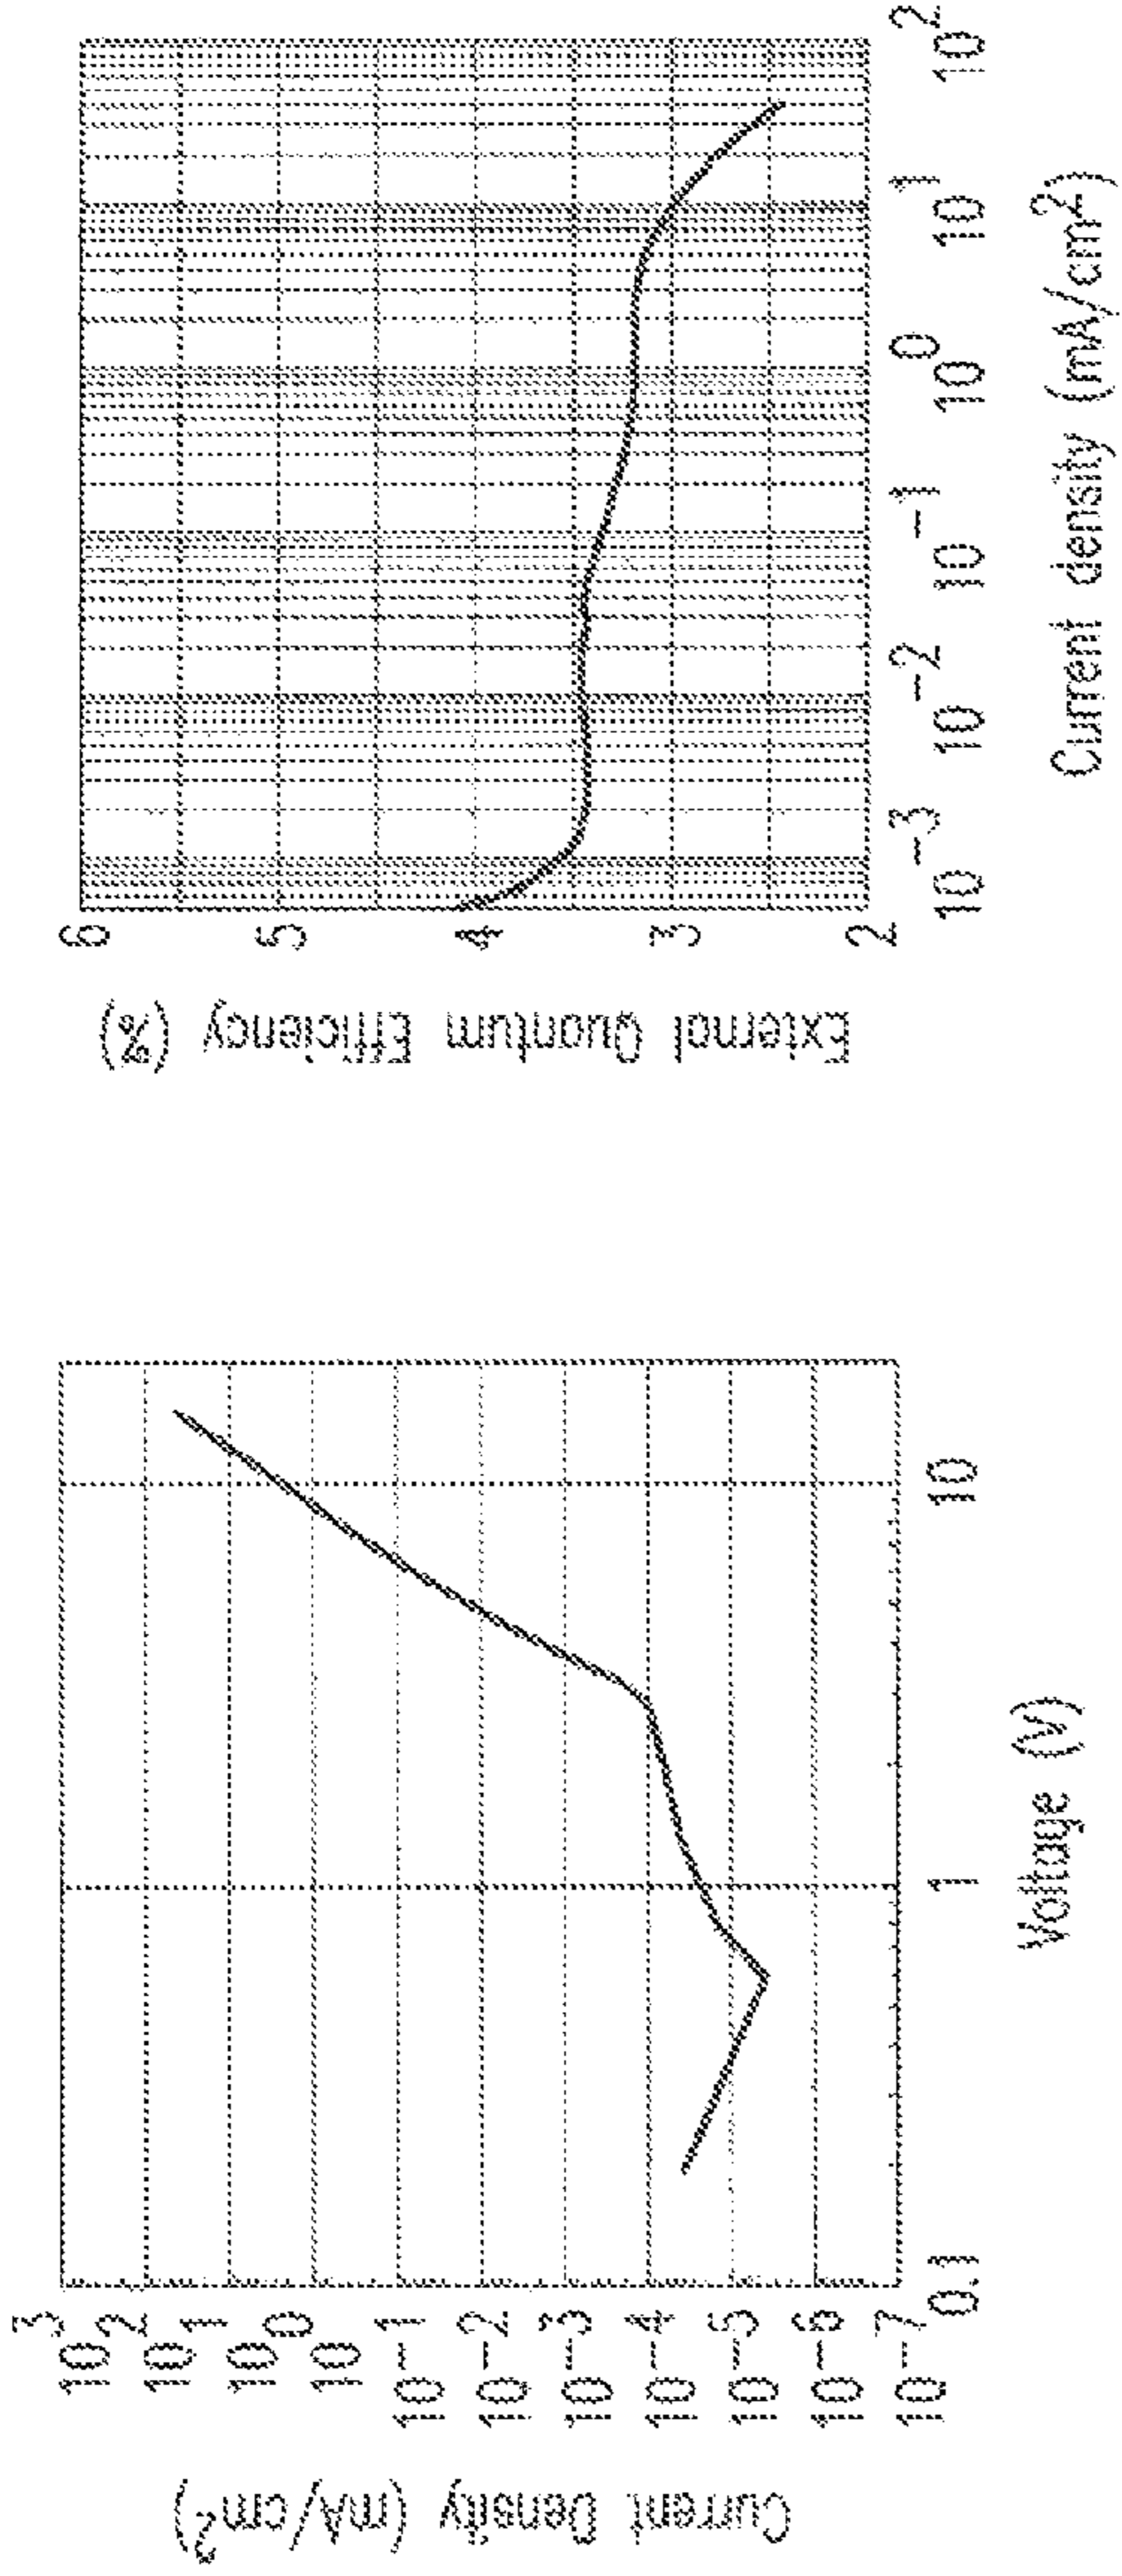 Current Density (mA/cm²)
10³
10²
10¹
10⁰
10⁻¹
10⁻²
10⁻³
10⁻⁴
10⁻⁵
10⁻⁶
10⁻⁷
0.1 1 10
Voltage (V)
External Quantum Efficiency (%)
6
5
4
3
2
10⁻³ 10⁻² 10⁻¹ 10⁰ 10¹ 10²
Current density (mA/cm²)